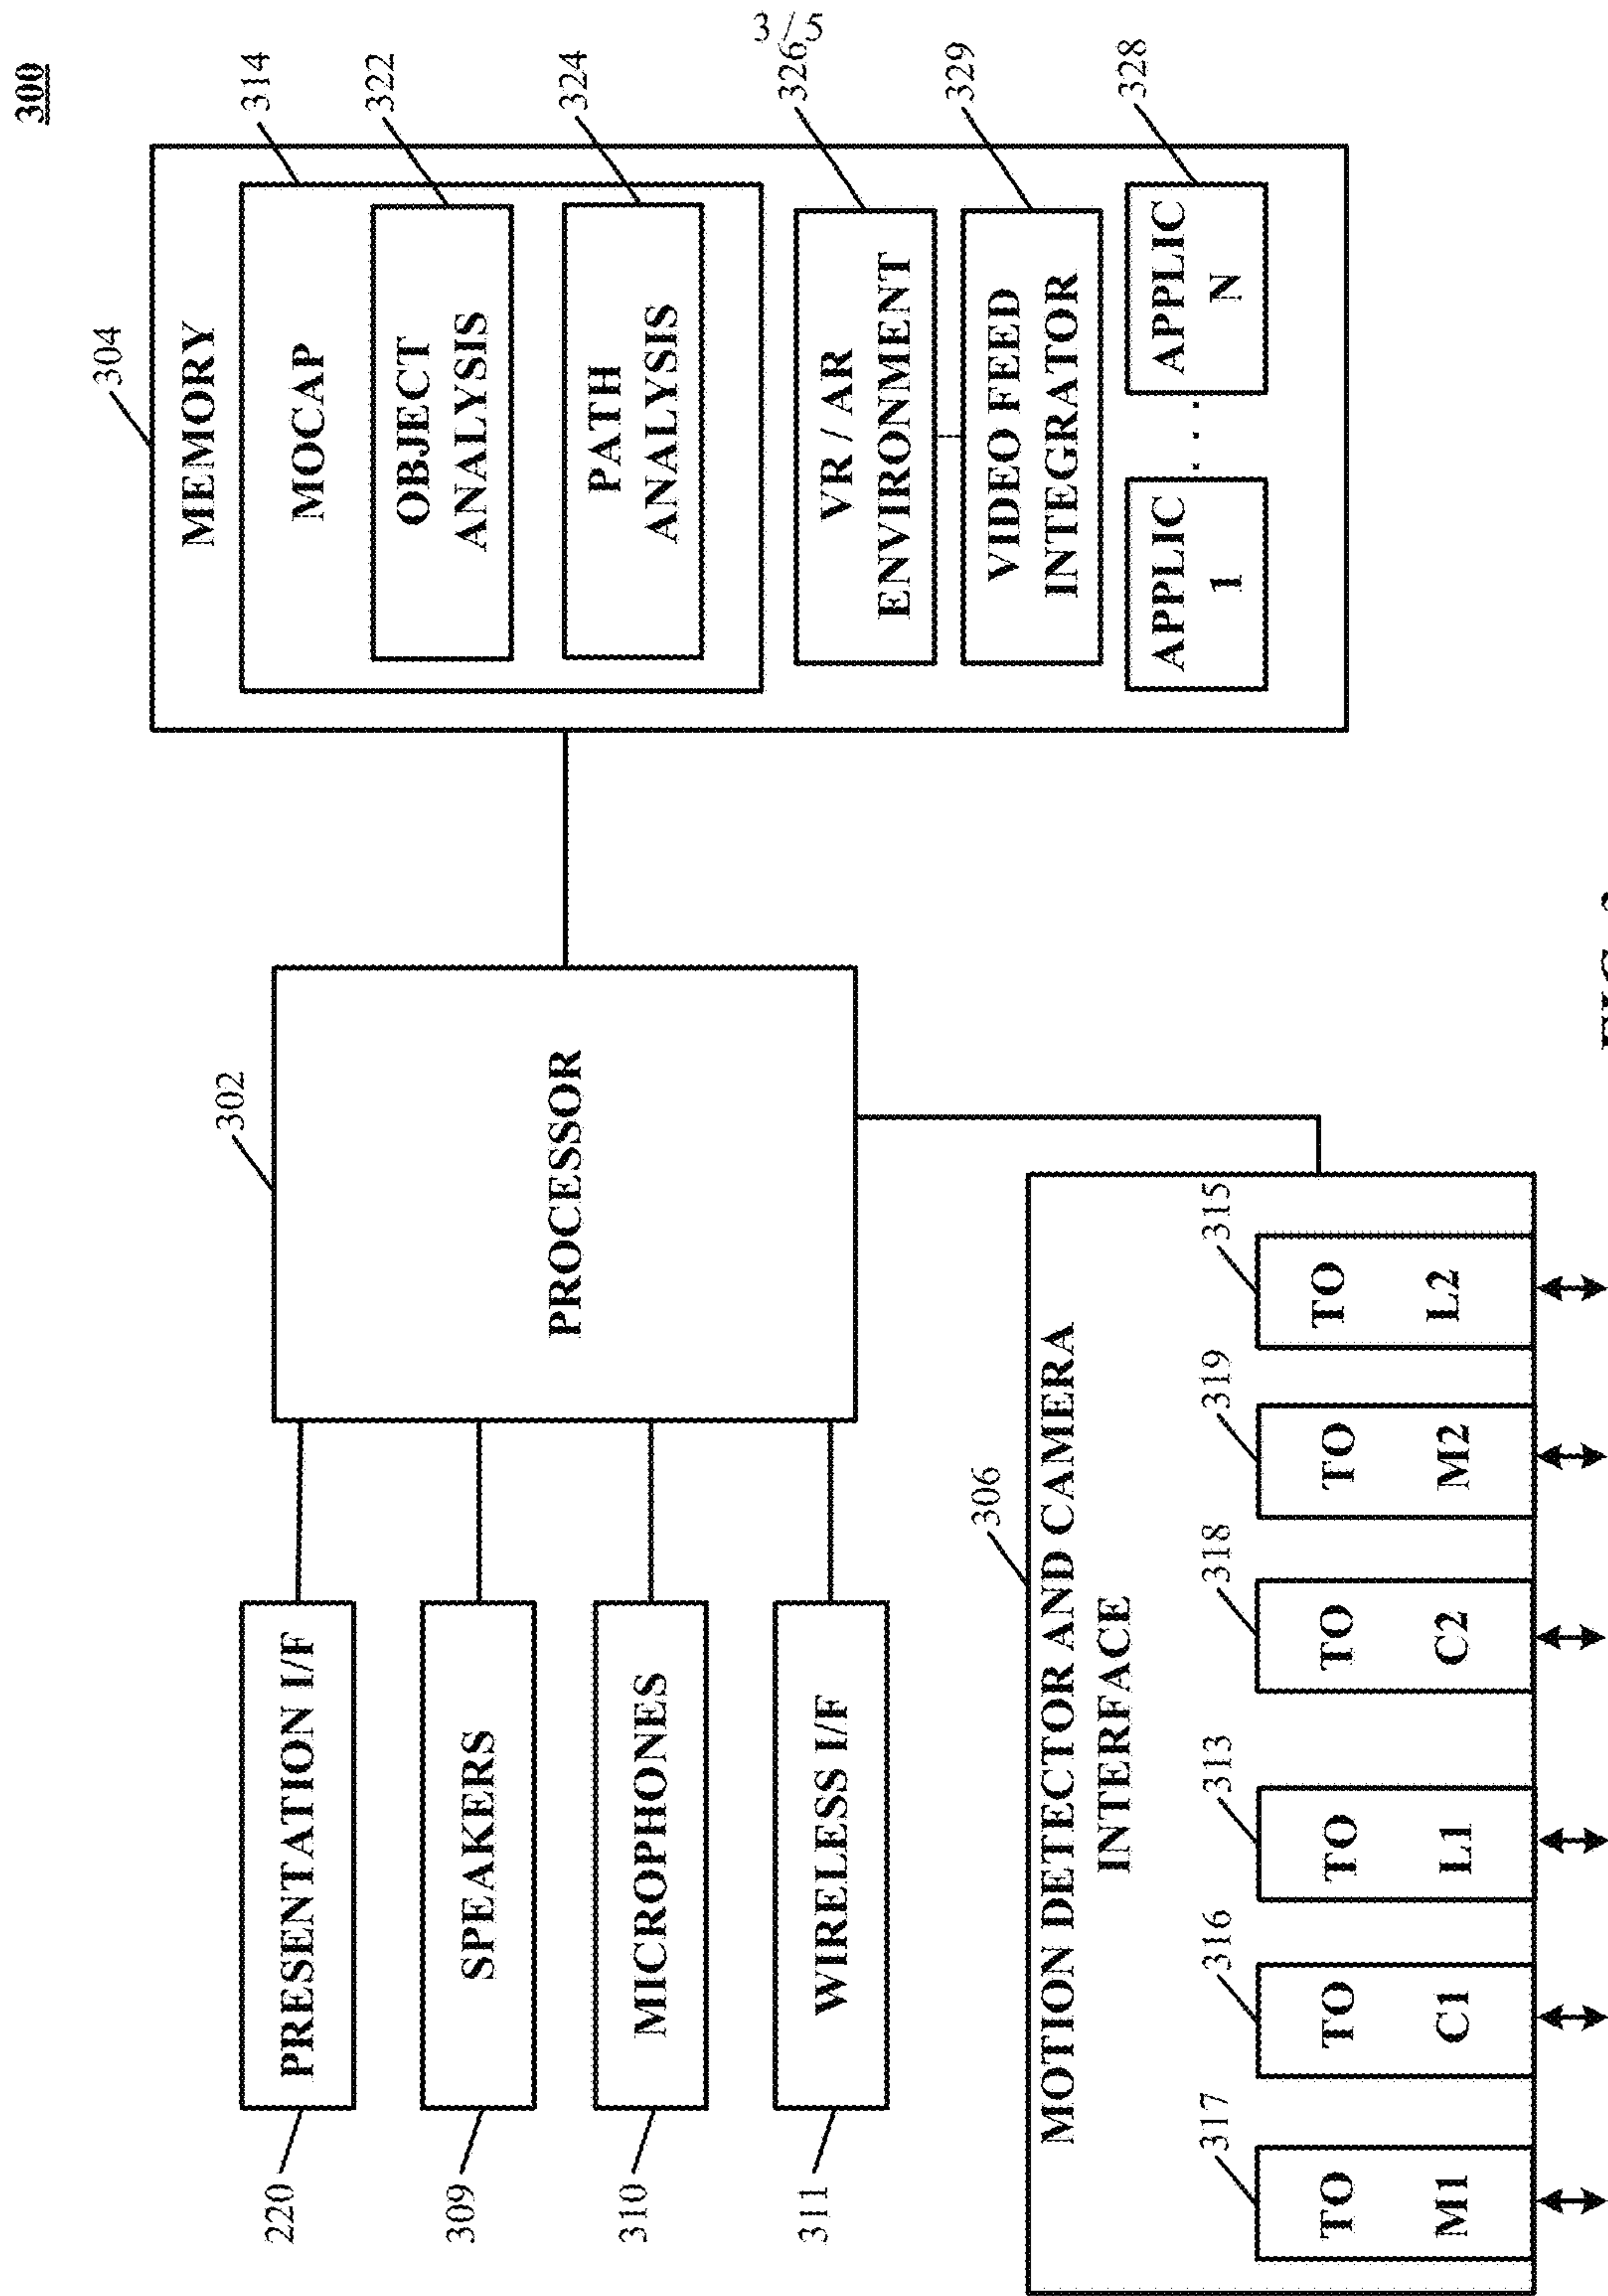 3 / 5
300
304
MEMORY
314
MOCAP
322
OBJECT
ANALYSIS
324
PATH
ANALYSIS
326
VR / AR
ENVIRONMENT
329
VIDEO FEED
INTEGRATOR
328
APPLIC
1
. . .
APPLIC
N
302
PROCESSOR
220
PRESENTATION I/F
309
SPEAKERS
310
MICROPHONES
311
WIRELESS I/F
306
MOTION DETECTOR AND CAMERA
INTERFACE
317
TO
M1
316
TO
C1
313
TO
L1
318
TO
C2
319
TO
M2
315
TO
L2